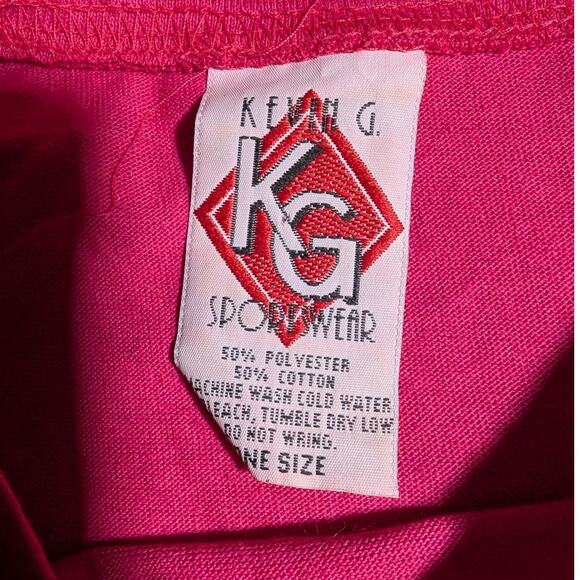 KEVIN G.
KG
SPORTSWEAR
50% POLYESTER
50% COTTON
ACHINE WASH COLD WATER
LEACH, TUMBLE DRY LOW
DO NOT WRING.
NE SIZE